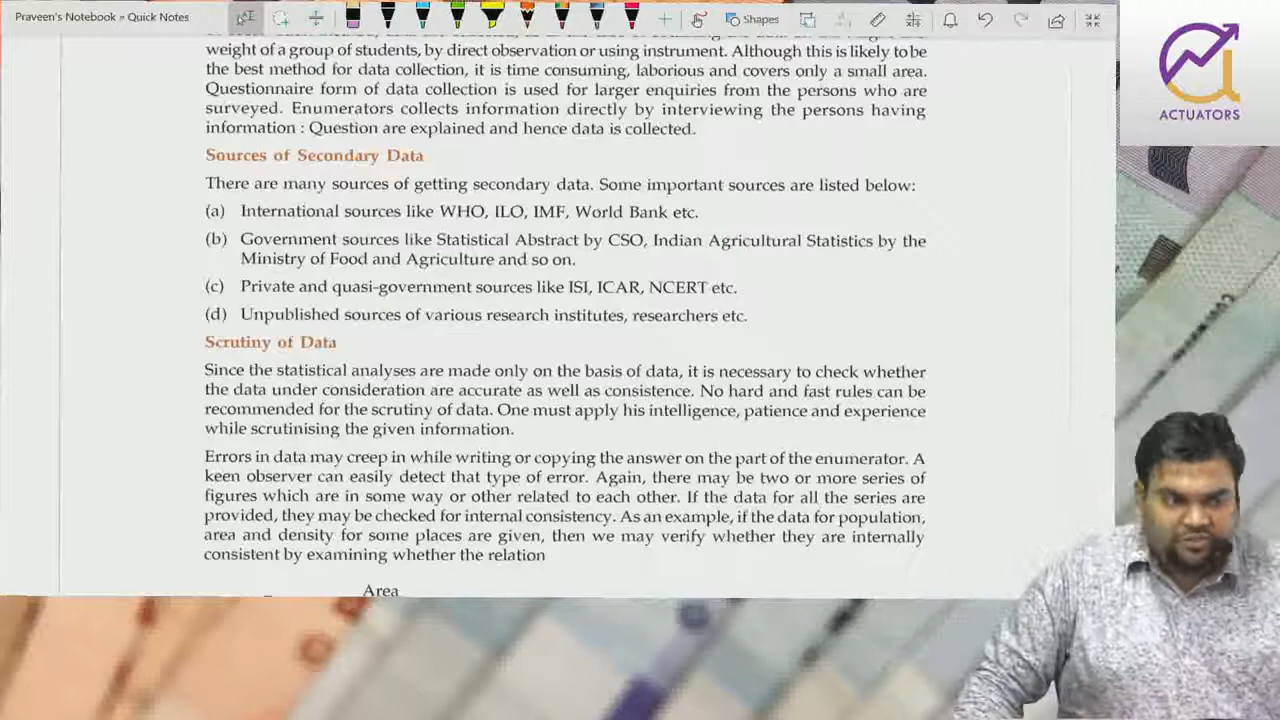 Praveen's Notebook » Quick Notes
Shapes
weight of a group of students, by direct observation or using instrument. Although this is likely to be
the best method for data collection, it is time consuming, laborious and covers only a small area.
Questionnaire form of data collection is used for larger enquiries from the persons who are
surveyed. Enumerators collects information directly by interviewing the persons having
information : Question are explained and hence data is collected.
Sources of Secondary Data
There are many sources of getting secondary data. Some important sources are listed below:
(a) International sources like WHO, ILO, IMF, World Bank etc.
(b) Government sources like Statistical Abstract by CSO, Indian Agricultural Statistics by the
Ministry of Food and Agriculture and so on.
(c) Private and quasi-government sources like ISI, ICAR, NCERT etc.
(d) Unpublished sources of various research institutes, researchers etc.
Scrutiny of Data
Since the statistical analyses are made only on the basis of data, it is necessary to check whether
the data under consideration are accurate as well as consistence. No hard and fast rules can be
recommended for the scrutiny of data. One must apply his intelligence, patience and experience
while scrutinising the given information.
Errors in data may creep in while writing or copying the answer on the part of the enumerator. A
keen observer can easily detect that type of error. Again, there may be two or more series of
figures which are in some way or other related to each other. If the data for all the series are
provided, they may be checked for internal consistency. As an example, if the data for population,
area and density for some places are given, then we may verify whether they are internally
consistent by examining whether the relation
Area
ACTUATORS